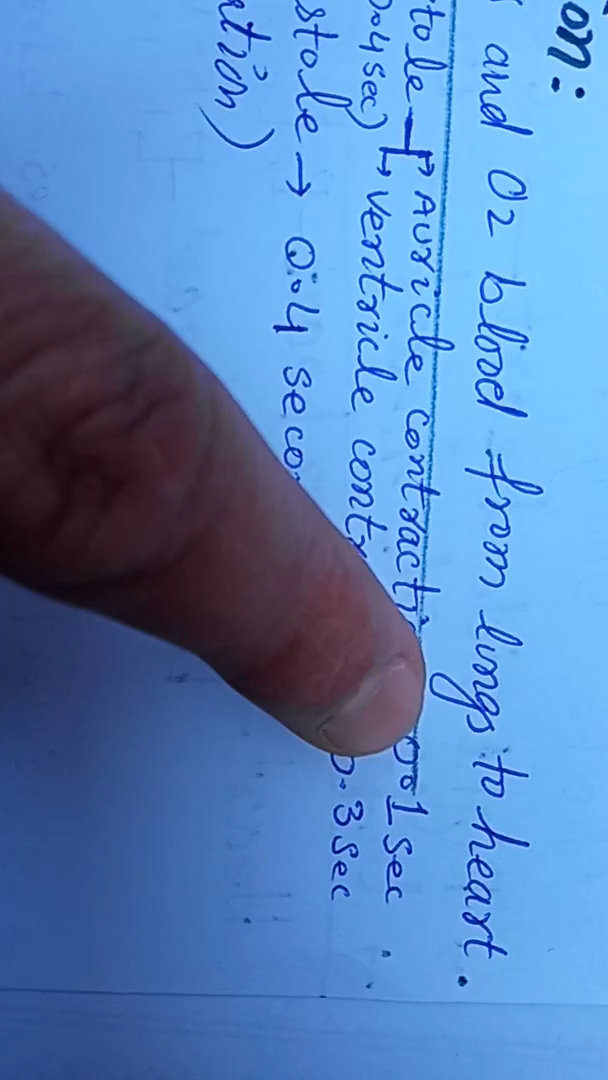 on:
and O2 blood from lungs to heart.
tole → Auricle contracti 0.1 sec.
0.4 sec) → ventricle cont 0.3 sec
stole → 0.4 seco
ation)